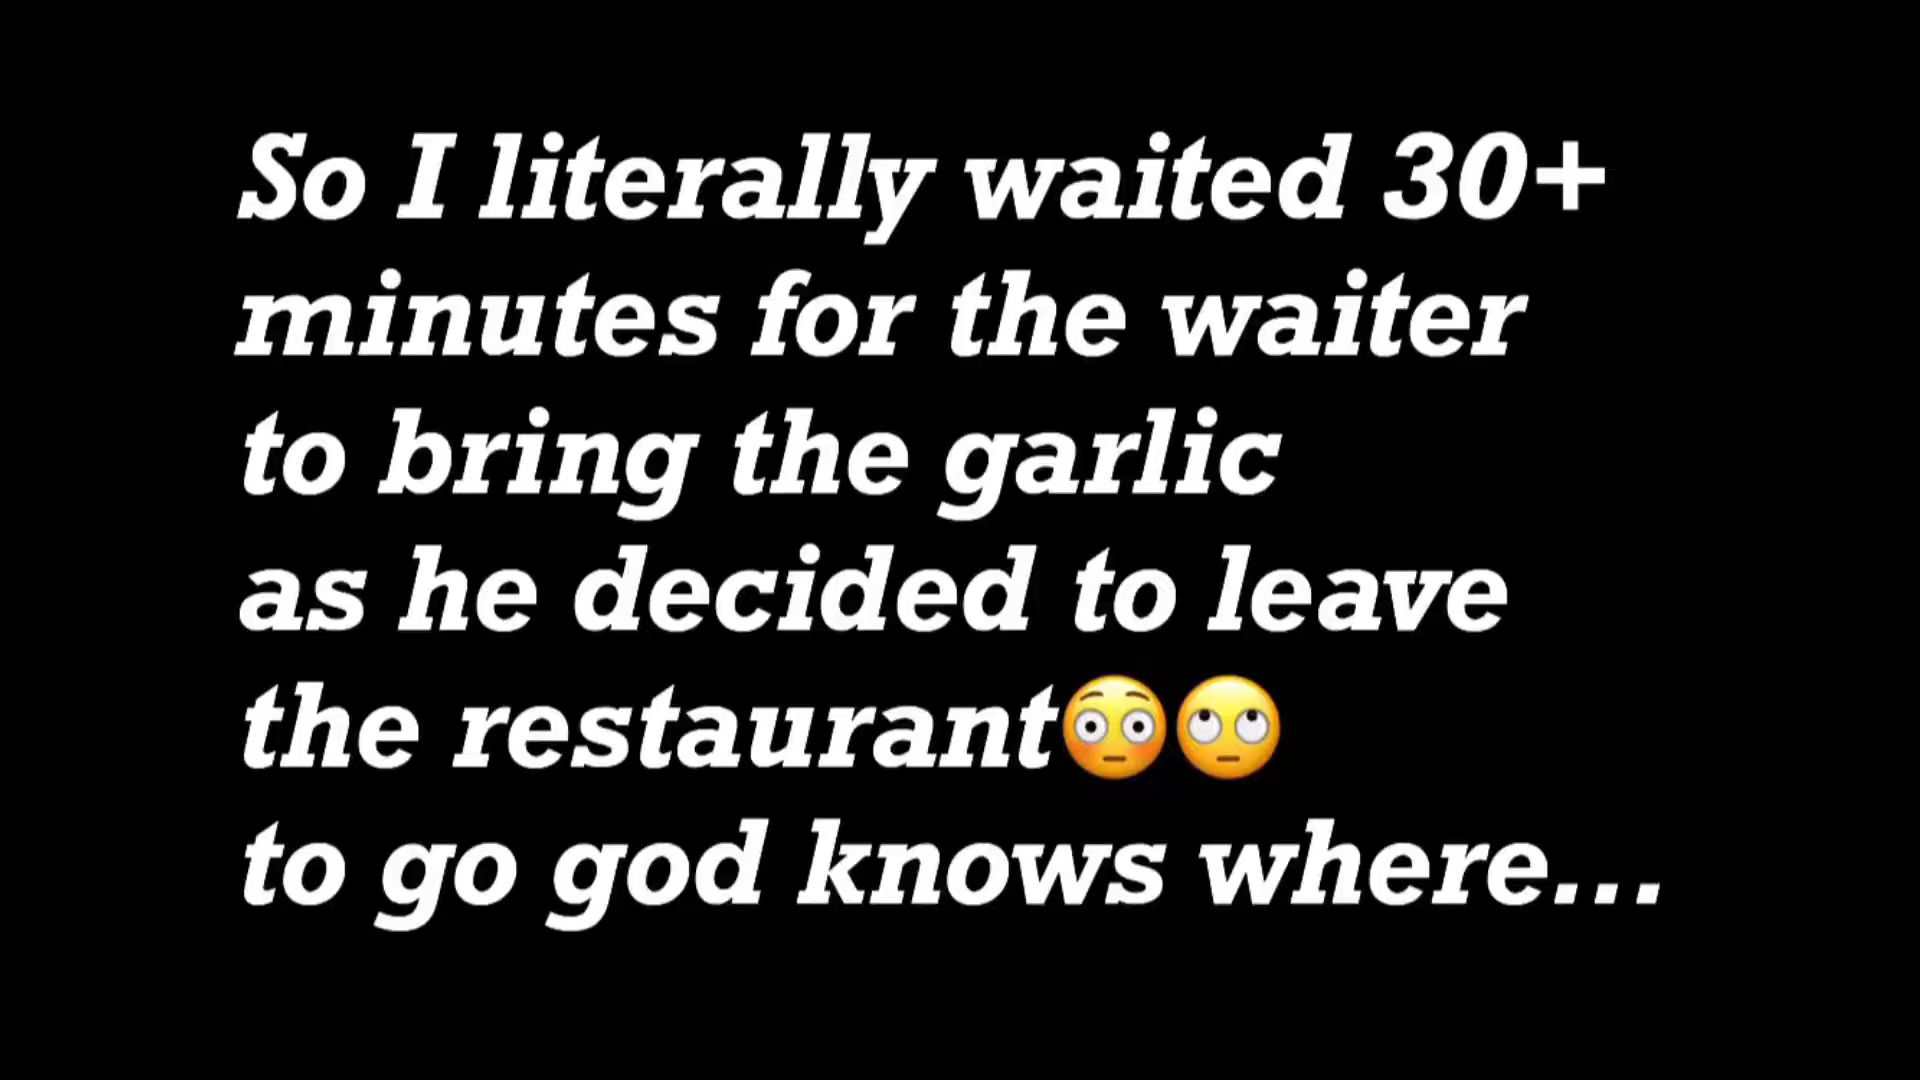 So I literally waited 30+
minutes for the waiter
to bring the garlic
as he decided to leave
the restaurant😳🙄
to go god knows where...